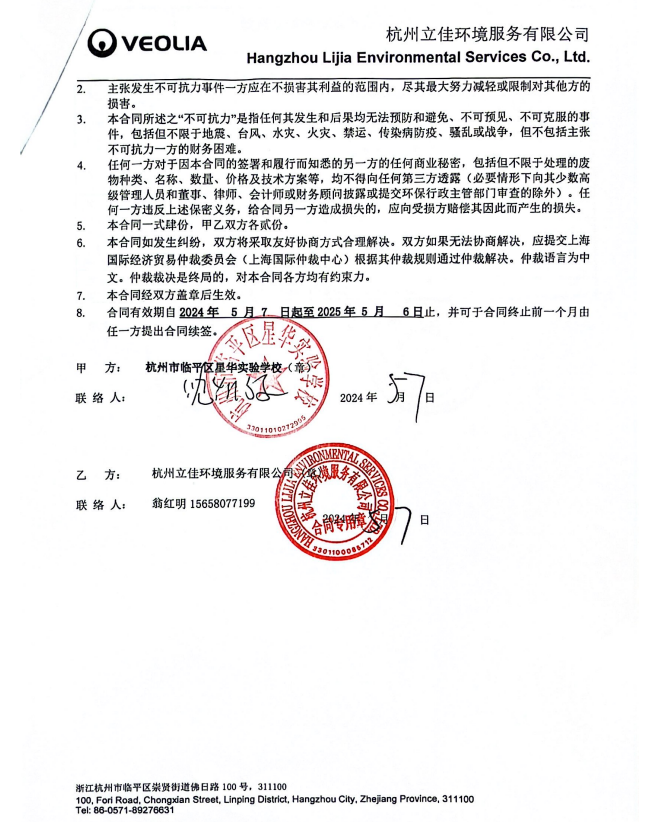 VEOLIA
杭州立佳环境服务有限公司
Hangzhou Lijia Environmental Services Co., Ltd.
2. 主张发生不可抗力事件一方应在不损害其利益的范围内，尽其最大努力减轻或限制对其他方的
损害。
3. 本合同所述之“不可抗力”是指任何其发生和后果均无法预防和避免、不可预见、不可克服的事
件，包括但不限于地震、台风、水灾、火灾、禁运、传染病防疫、骚乱或战争，但不包括主张
不可抗力一方的财务困难。
4. 任何一方对于因本合同的签署和履行而知悉的另一方的任何商业秘密，包括但不限于处理的废
物种类、名称、数量、价格及技术方案等，均不得向任何第三方透露（必要情形下向其少数高
级管理人员和董事、律师、会计师或财务顾问披露或提交环保行政主管部门审查的除外）。任
何一方违反上述保密义务，给合同另一方造成损失的，应向受损方赔偿其因此而产生的损失。
5. 本合同一式肆份，甲乙双方各贰份。
6. 本合同如发生纠纷，双方将采取友好协商方式合理解决。双方如果无法协商解决，应提交上海
国际经济贸易仲裁委员会（上海国际仲裁中心）根据其仲裁规则通过仲裁解决。仲裁语言为中
文。仲裁裁决是终局的，对本合同各方均有约束力。
7. 本合同经双方盖章后生效。
8. 合同有效期自 2024 年 5 月 7 日起至 2025 年 5 月 6 日止，并可于合同终止前一个月由
任一方提出合同续签。
甲 方： 杭州市临平区星华实验学校（章）
联 络 人： 2024 年 5 月 7 日
33011010272905
乙 方： 杭州立佳环境服务有限公司（章）
联 络 人： 翁红明 15658077199
2024 年 5 月 7 日
HANGZHOU LIJIA ENVIRONMENTAL SERVICES CO., LTD.
杭州立佳环境服务有限公司
合同专用章
3301100086712
浙江杭州市临平区崇贤街道佛日路 100 号，311100
100, Fori Road, Chongxian Street, Linping District, Hangzhou City, Zhejiang Province, 311100
Tel: 86-0571-89276631